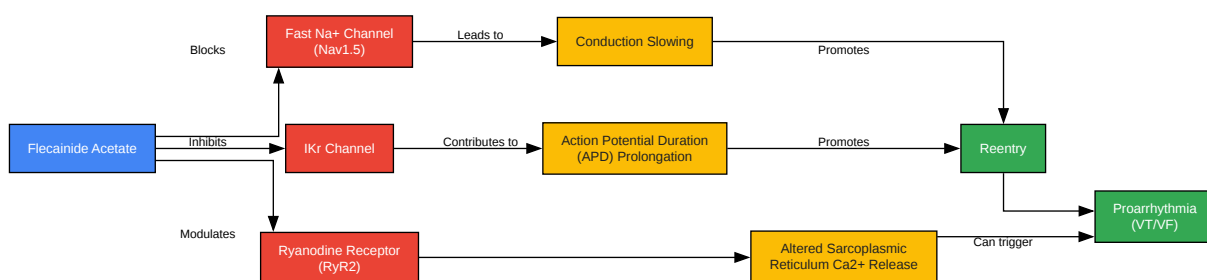 Fast Na+ Channel
(Nav1.5)
Leads to
Conduction Slowing
Blocks
Promotes
Flecainide Acetate
Inhibits
IKr Channel
Contributes to
Action Potential Duration
(APD) Prolongation
Promotes
Reentry
Proarrhythmia
(VT/VF)
Modulates
Ryanodine Receptor
(RyR2)
Altered Sarcoplasmic
Reticulum Ca2+ Release
Can trigger